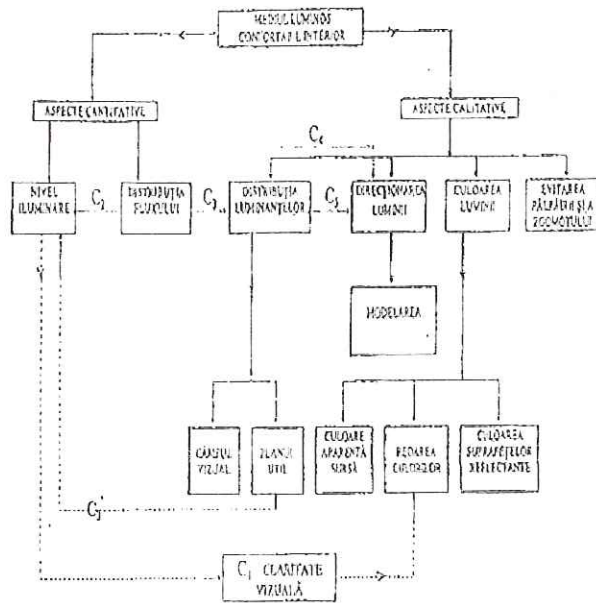 MEDIUL LUMINOS
CONFORTABIL INTERIOR
ASPECTE CANTITATIVE
ASPECTE CALITATIVE
C4
NIVEL
ILUMINARE
C2
DISTRIBUȚIA
FLUXULUI
C3
DISTRIBUȚIA
LUMINANȚELOR
C5
DIRECȚIONAREA
LUMINII
CULOAREA
LUMINII
EVITAREA
PÂLPÂIRII ȘI A
ZGOMOTULUI
MODELAREA
CÂMPUL
VIZUAL
PLANUL
UTIL
CULOARE
APARENTĂ
SURSĂ
REDAREA
CULORILOR
CULOAREA
SUPRAFEȚELOR
REFLECTANTE
C3'
C1 CLARITATE
VIZUALĂ